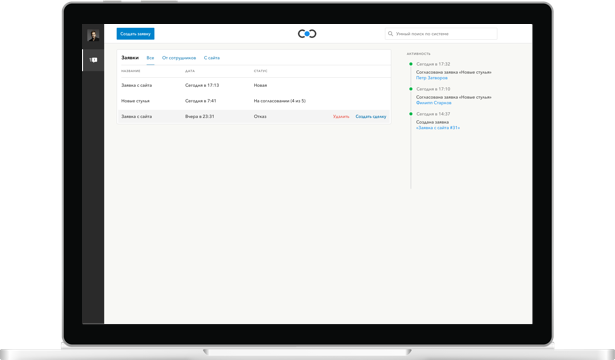 Создать заявку
Умный поиск по системе
Заявки Все От сотрудников С сайта
НАЗВАНИЕ ДАТА СТАТУС
Заявка с сайта Сегодня в 17:13 Новая
Новые стулья Сегодня в 7:41 На согласовании (4 из 5)
Заявка с сайта Вчера в 23:31 Отказ Удалить Создать сделку
АКТИВНОСТЬ
Сегодня в 17:32
Согласована заявка «Новые стулья»
Петр Затворов
Сегодня в 17:10
Согласована заявка «Новые стулья»
Филипп Старков
Сегодня в 14:37
Создана заявка
«Заявка с сайта #31»